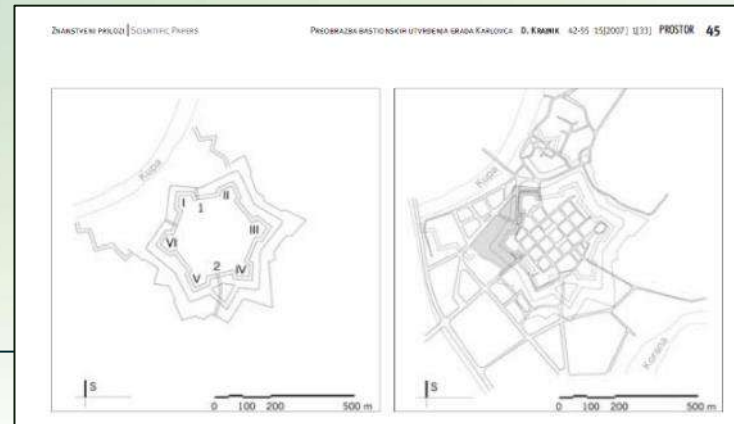 ZNANSTVENI PRILOZI | SCIENTIFIC PAPERS
PREOBRAZBA BASTIONSKIH UTVRĐENJA GRADA KARLOVCA D. KRAJNIK 42-55 15[2007] 1[33] PROSTOR 45
Kupa
I
II
1
III
VI
2
V
IV
S
0 100 200 500 m
Kupa
Korana
S
0 100 200 500 m